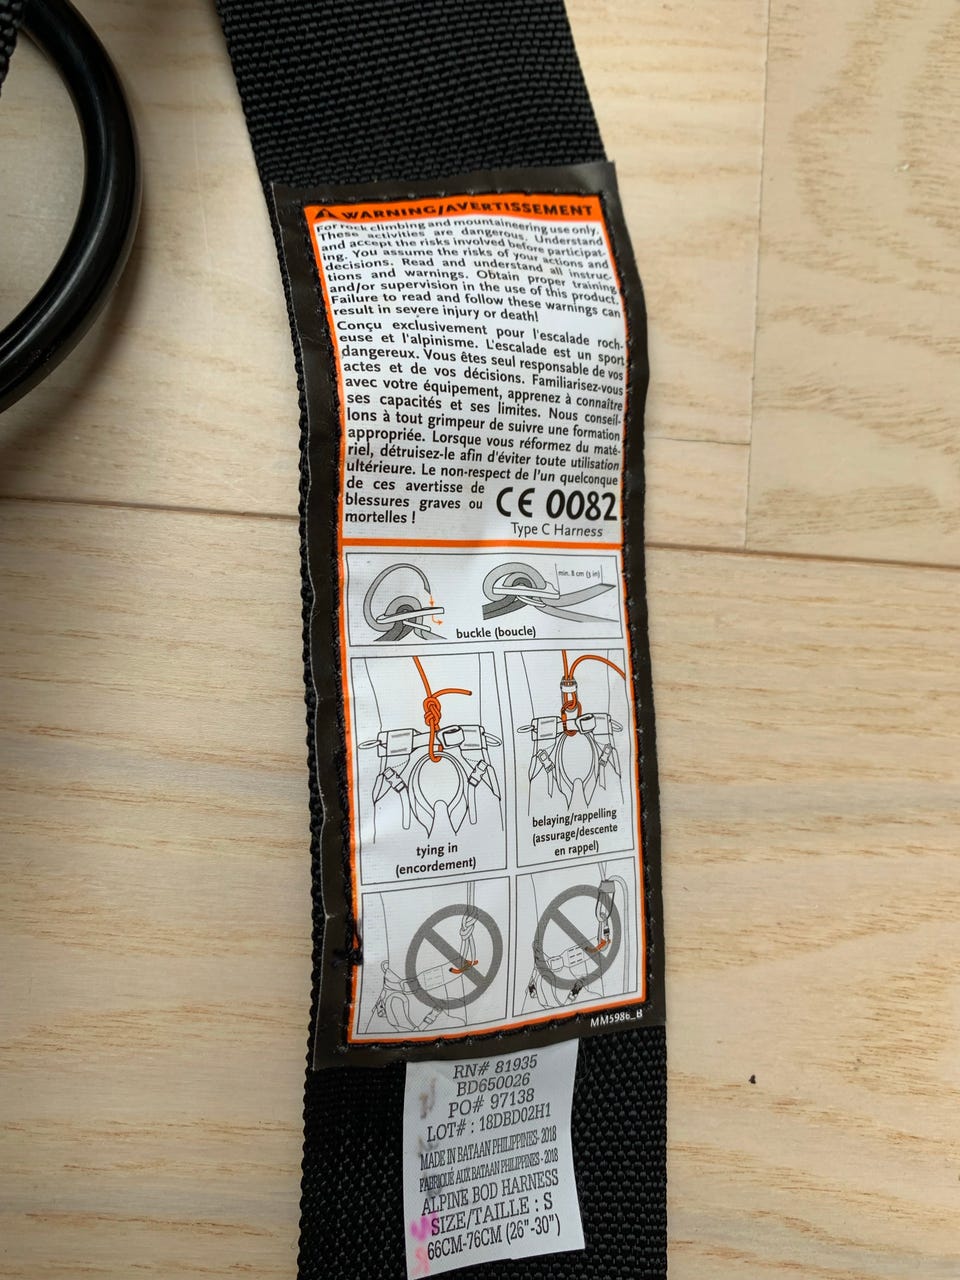 WARNING/AVERTISSEMENT
For rock climbing and mountaineering use only.
These activities are dangerous. Understand
and accept the risks involved before participat-
ing. You assume the risks of your actions and
decisions. Read and understand all instruc-
tions and warnings. Obtain proper training
and/or supervision in the use of this product.
Failure to read and follow these warnings can
result in severe injury or death!
Conçu exclusivement pour l'escalade roch-
euse et l'alpinisme. L'escalade est un sport
dangereux. Vous êtes seul responsable de vos
actes et de vos décisions. Familiarisez-vous
avec votre équipement, apprenez à connaître
ses capacités et ses limites. Nous conseil-
lons à tout grimpeur de suivre une formation
appropriée. Lorsque vous réformez du maté-
riel, détruisez-le afin d'éviter toute utilisation
ultérieure. Le non-respect de l'un quelconque
de ces avertisse de
blessures graves ou
mortelles !
CE 0082
Type C Harness
min. 8 cm (3 in)
buckle (boucle)
tying in
(encordement)
belaying/rappelling
(assurage/descente
en rappel)
MM5986_B
RN# 81935
BD650026
PO# 97138
LOT# : 18DBD02H1
MADE IN BATAAN PHILIPPINES- 2018
FABRIQUÉ AUX BATAAN PHILIPPINES - 2018
ALPINE BOD HARNESS
SIZE/TAILLE : S
66CM-76CM (26"-30")